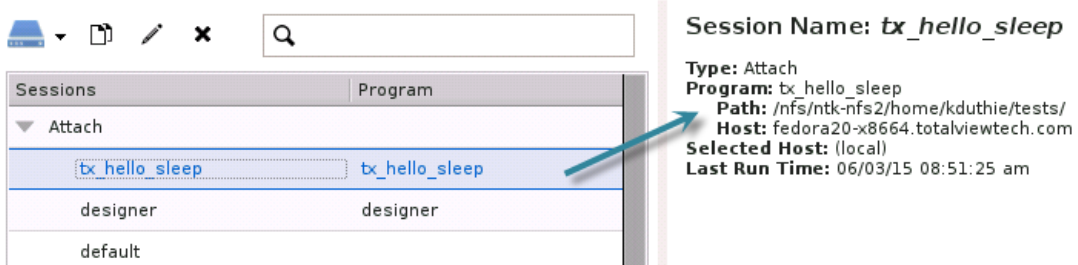 Sessions Program
Attach
tx_hello_sleep tx_hello_sleep
designer designer
default
Session Name: tx_hello_sleep
Type: Attach
Program: tx_hello_sleep
Path: /nfs/ntk-nfs2/home/kduthie/tests/
Host: fedora20-x8664.totalviewtech.com
Selected Host: (local)
Last Run Time: 06/03/15 08:51:25 am